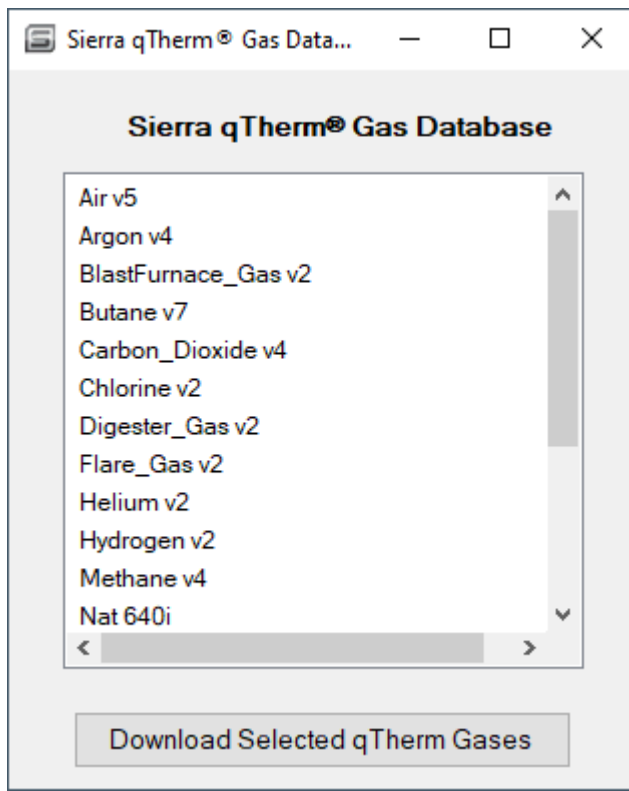 Sierra qTherm® Gas Data...
Sierra qTherm® Gas Database
Air v5
Argon v4
BlastFurnace_Gas v2
Butane v7
Carbon_Dioxide v4
Chlorine v2
Digester_Gas v2
Flare_Gas v2
Helium v2
Hydrogen v2
Methane v4
Nat 640i
Download Selected qTherm Gases